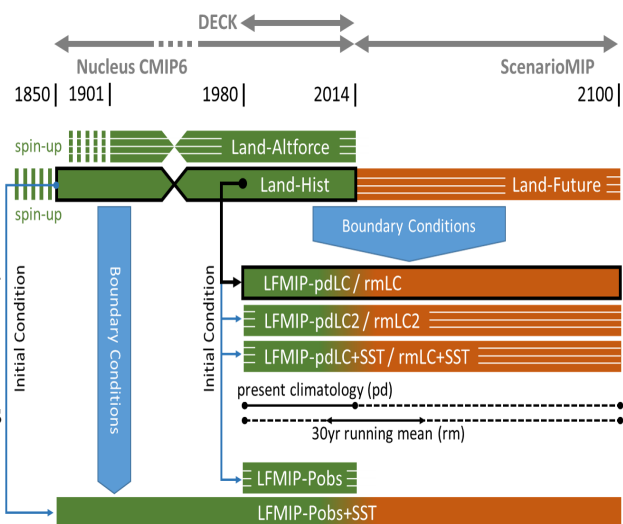 DECK
Nucleus CMIP6
ScenarioMIP
1850 1901 1980 2014 2100
spin-up
Land-Altforce
Land-Hist
Land-Future
spin-up
Boundary Conditions
Initial Condition
Boundary Conditions
Initial Condition
LFMIP-pdLC / rmLC
LFMIP-pdLC2 / rmLC2
LFMIP-pdLC+SST / rmLC+SST
present climatology (pd)
30yr running mean (rm)
LFMIP-Pobs
LFMIP-Pobs+SST